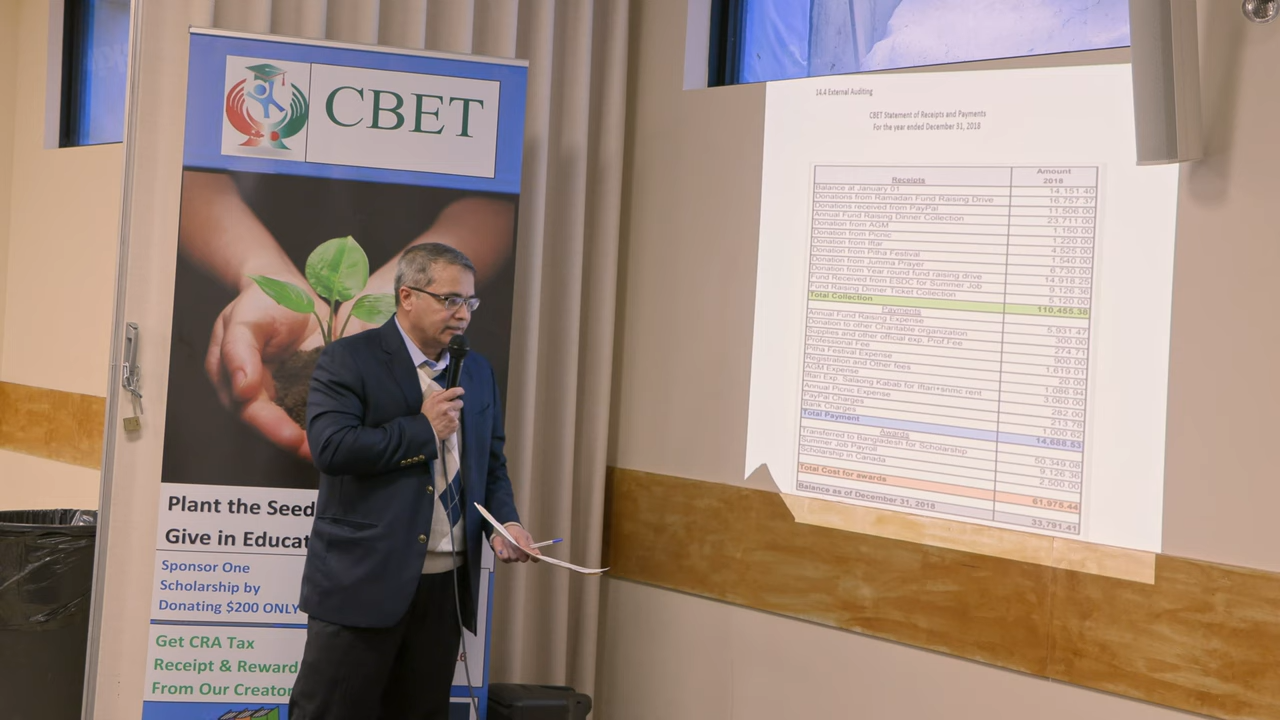 CBET
Plant the Seed
Give in Educat
Sponsor One
Scholarship by
Donating $200 ONLY
Get CRA Tax
Receipt & Reward
From Our Creator
14.4 External Auditing
CBET Statement of Receipts and Payments
For the year ended December 31, 2018
Receipts Amount 2018
Balance at January 01 14,151.40
Donations from Ramadan Fund Raising Drive 16,757.37
Donations received from PayPal 11,506.00
Annual Fund Raising Dinner Collection 23,711.00
Donation from AGM 1,150.00
Donation from Picnic 1,220.00
Donation from Iftar 4,525.00
Donation from Pitha Festival 1,540.00
Donation from Jumma Prayer 6,730.00
Donation from Year round fund raising drive 14,918.25
Fund Received from ESDC for Summer Job 9,126.36
Fund Raising Dinner Ticket Collection 5,120.00
Total Collection 110,455.38
Payments
Annual Fund Raising Expense 5,931.47
Donation to other Charitable organization 300.00
Supplies and other official exp, Prof.Fee 274.71
Professional Fee 900.00
Pitha Festival Expense 1,619.01
Registration and Other fees 20.00
AGM Expense 1,086.94
Iftari Exp. Salaong Kabab for Iftari+snmc rent 3,060.00
Annual Picnic Expense 282.00
PayPal Charges 213.78
Bank Charges 1,000.62
Total Payment 14,688.53
Awards
Transferred to Bangladesh for Scholarship 50,349.08
Summer Job Payroll 9,126.36
Scholarship in Canada 2,500.00
Total Cost for awards 61,975.44
Balance as of December 31, 2018 33,791.41